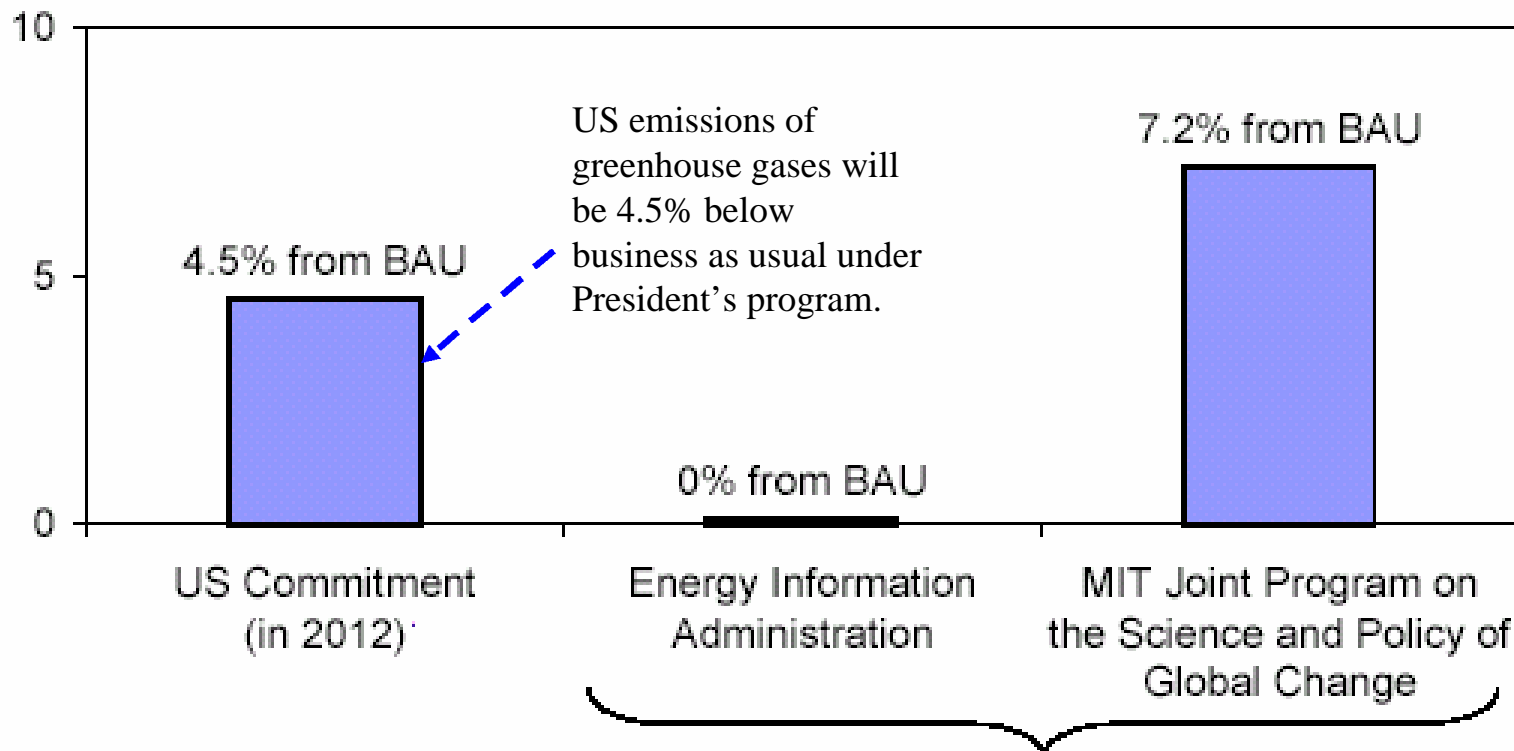 10
US emissions of
greenhouse gases will
be 4.5% below
business as usual under
President’s program.
7.2% from BAU
4.5% from BAU
5
0% from BAU
0
US Commitment
(in 2012)
Energy Information
Administration
MIT Joint Program on
the Science and Policy of
Global Change